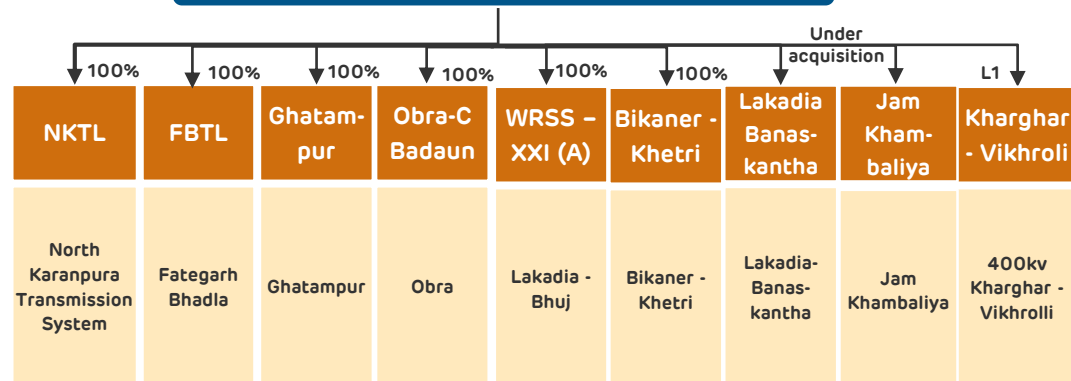 Under
acquisition
100%
100%
100%
100%
100%
100%
L1
NKTL
FBTL
Ghatam-
pur
Obra-C
Badaun
WRSS –
XXI (A)
Bikaner -
Khetri
Lakadia
Banas-
kantha
Jam
Kham-
baliya
Kharghar
- Vikhroli
North
Karanpura
Transmission
System
Fategarh
Bhadla
Ghatampur
Obra
Lakadia -
Bhuj
Bikaner -
Khetri
Lakadia-
Banas-
kantha
Jam
Khambaliya
400kv
Kharghar -
Vikhrolli